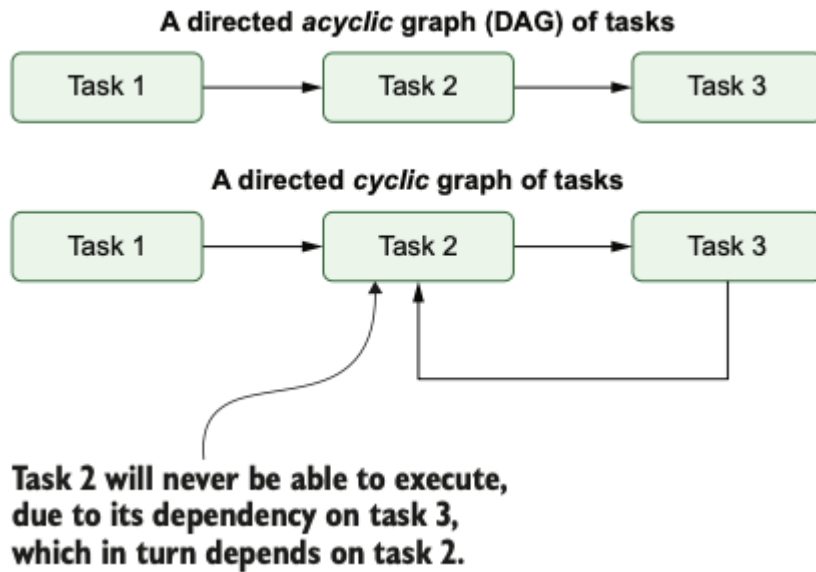 A directed acyclic graph (DAG) of tasks
Task 1
Task 2
Task 3
A directed cyclic graph of tasks
Task 1
Task 2
Task 3
Task 2 will never be able to execute,
due to its dependency on task 3,
which in turn depends on task 2.